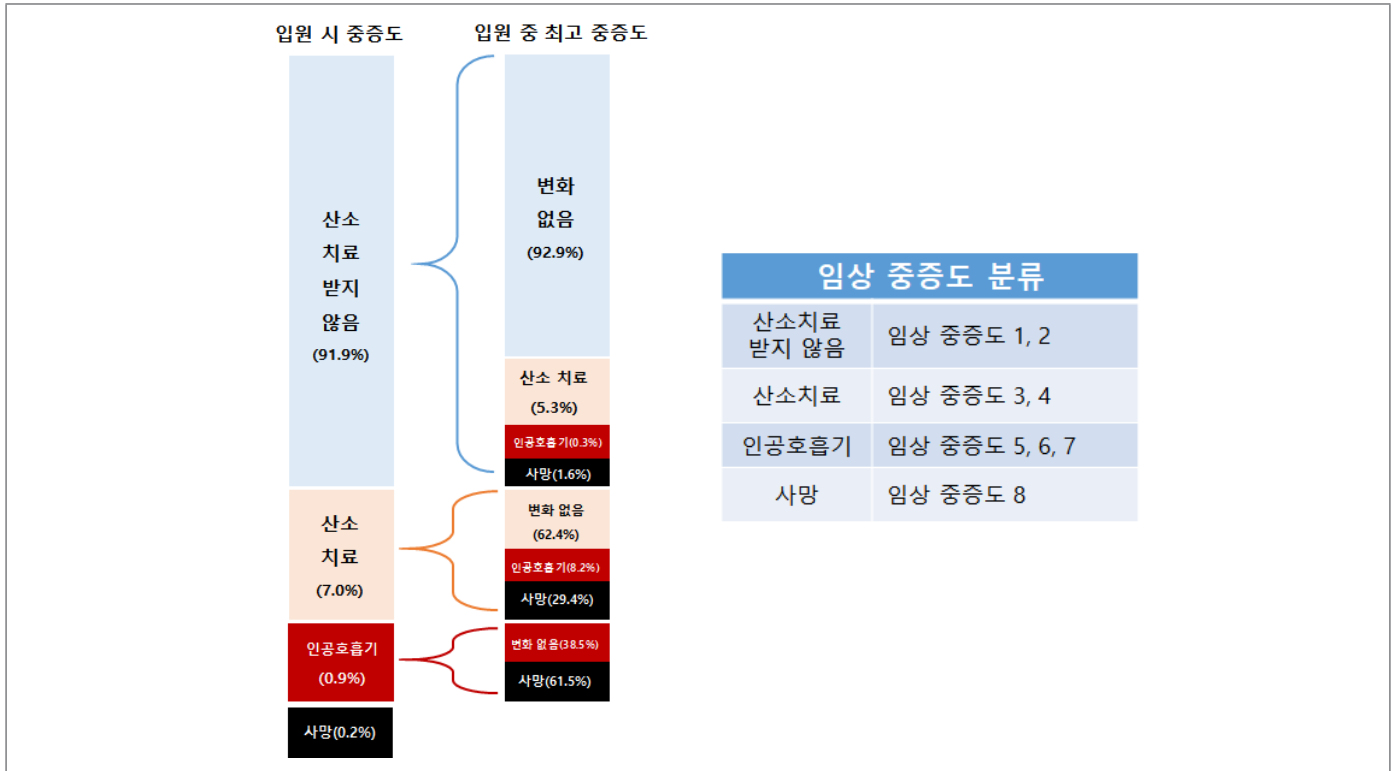 입원 시 중증도
입원 중 최고 중증도
산소
치료
받지
않음
(91.9%)
변화
없음
(92.9%)
산소 치료
(5.3%)
인공호흡기(0.3%)
사망(1.6%)
산소
치료
(7.0%)
변화 없음
(62.4%)
인공호흡기(8.2%)
사망(29.4%)
인공호흡기
(0.9%)
변화 없음(38.5%)
사망(61.5%)
사망(0.2%)
임상 중증도 분류
산소치료
받지 않음
임상 중증도 1, 2
산소치료
임상 중증도 3, 4
인공호흡기
임상 중증도 5, 6, 7
사망
임상 중증도 8